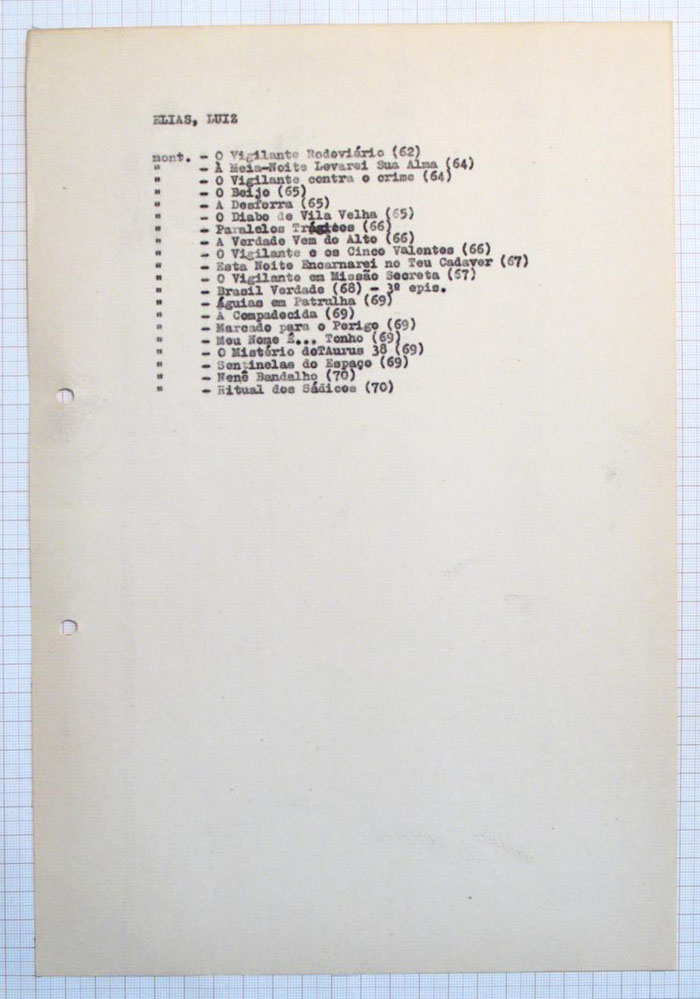 ELIAS, LUIZ
mont. - O Vigilante Rodoviário (62)
" - À Meia-Noite Levarei Sua Alma (64)
" - O Vigilante contra o crime (64)
" - O Beijo (65)
" - A Desforra (65)
" - O Diabo de Vila Velha (65)
" - Paralelos Trágicos (66)
" - A Verdade Vem do Alto (66)
" - O Vigilante e os Cinco Valentes (66)
" - Esta Noite Encarnarei no Teu Cadaver (67)
" - O Vigilante em Missão Secreta (67)
" - Brasil Verdade (68) - 3º epis.
" - Águias em Patrulha (69)
" - A Compadecida (69)
" - Marcado para o Perigo (69)
" - Meu Nome É... Tonho (69)
" - O Mistério doTAurus 38 (69)
" - Sentinelas do Espaço (69)
" - Nenê Bandalho (70)
" - Ritual dos Sádicos (70)